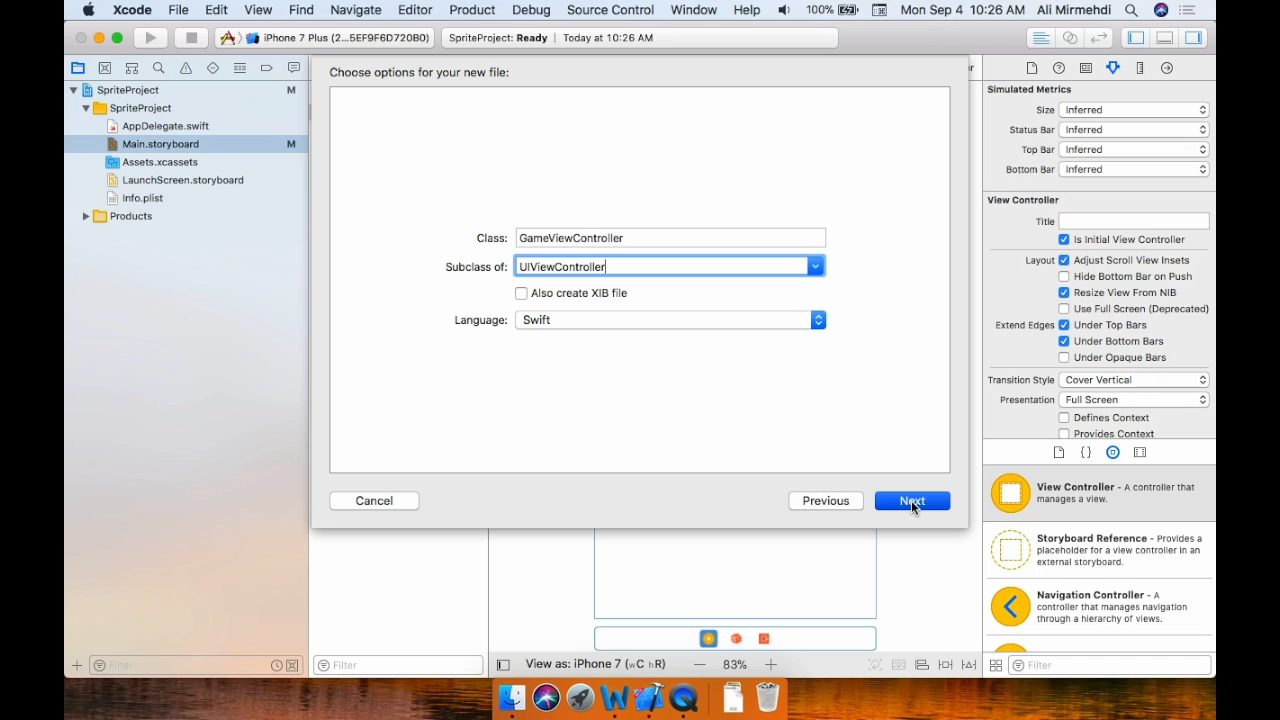 Xcode File Edit View Find Navigate Editor Product Debug Source Control Window Help 100% Mon Sep 4 10:26 AM Ali Mirmehdi
iPhone 7 Plus (2...5EF9F6D720B0) SpriteProject: Ready Today at 10:26 AM
SpriteProject M
SpriteProject
AppDelegate.swift
Main.storyboard M
Assets.xcassets
LaunchScreen.storyboard
Info.plist
Products
Filter
Choose options for your new file:
Class: GameViewController
Subclass of: UIViewController
Also create XIB file
Language: Swift
Cancel Previous Next
Filter
View as: iPhone 7 (wC hR) — 83% +
Simulated Metrics
Size Inferred
Status Bar Inferred
Top Bar Inferred
Bottom Bar Inferred
View Controller
Title
Is Initial View Controller
Layout Adjust Scroll View Insets
Hide Bottom Bar on Push
Resize View From NIB
Use Full Screen (Deprecated)
Extend Edges Under Top Bars
Under Bottom Bars
Under Opaque Bars
Transition Style Cover Vertical
Presentation Full Screen
Defines Context
Provides Context
View Controller - A controller that
manages a view.
Storyboard Reference - Provides a
placeholder for a view controller in an
external storyboard.
Navigation Controller - A
controller that manages navigation
through a hierarchy of views.
Filter